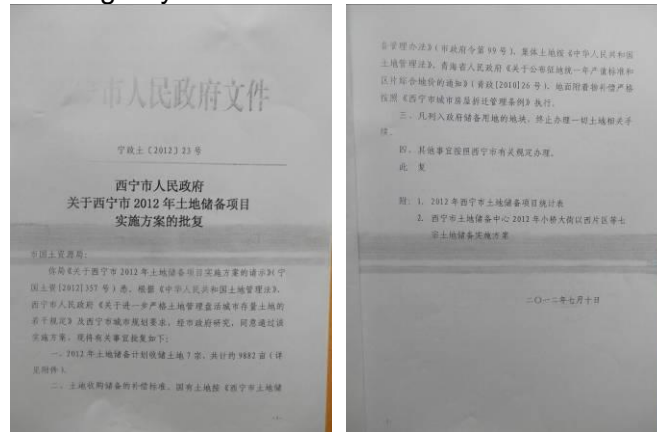 宁市人民政府文件
宁政土〔2012〕23号
西宁市人民政府
关于西宁市2012年土地储备项目
实施方案的批复
市国土资源局:
你局《关于西宁市2012年土地储备项目实施方案的请示》(宁
国土资[2012]357号)悉。根据《中华人民共和国土地管理法》、
西宁市人民政府《关于进一步严格土地管理盘活城市存量土地的
若干规定》及西宁市城市规划要求,经市政府研究,同意通过该
实施方案。现将有关事宜批复如下:
一、2012年土地储备计划收储土地7宗,共计约9882亩(详
见附件)。
二、土地收购储备的补偿标准,国有土地按《西宁市土地储
备管理办法》(市政府令第99号)、集体土地按《中华人民共和国
土地管理法》、青海省人民政府《关于公布征地统一年产值标准和
区片综合地价的通知》(青政[2010]26号)、地面附着物补偿严格
按照《西宁市城市房屋拆迁管理条例》执行。
三、凡列入政府储备用地的地块,终止办理一切土地相关手
续。
四、其他事宜按照西宁市有关规定办理。
此 复
附:1. 2012年西宁市土地储备项目统计表
2. 西宁市土地储备中心2012年小桥大街以西片区等七
宗土地储备实施方案
二〇一二年七月十日